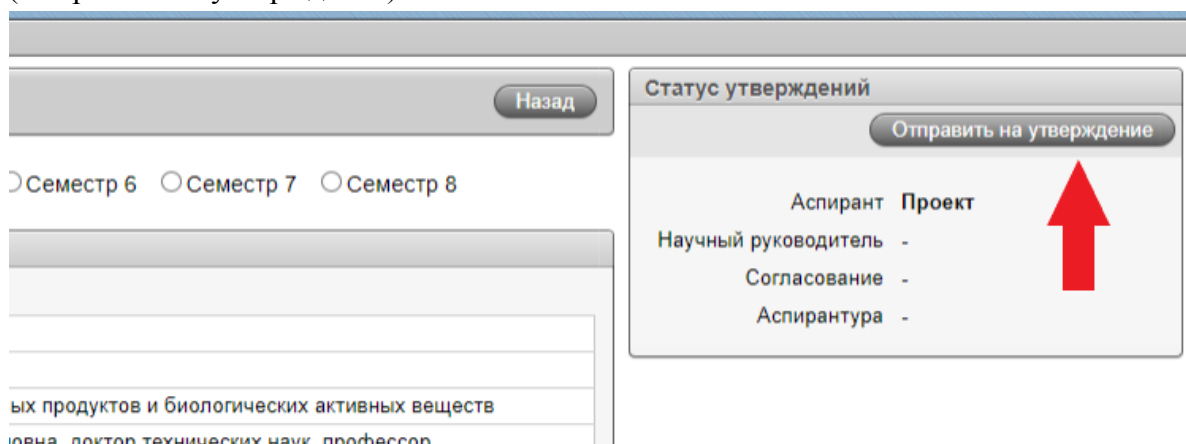 Назад
Семестр 6 Семестр 7 Семестр 8
ых продуктов и биологических активных веществ
доктор технических наук, профессор
Статус утверждений
Отправить на утверждение
Аспирант Проект
Научный руководитель -
Согласование -
Аспирантура -